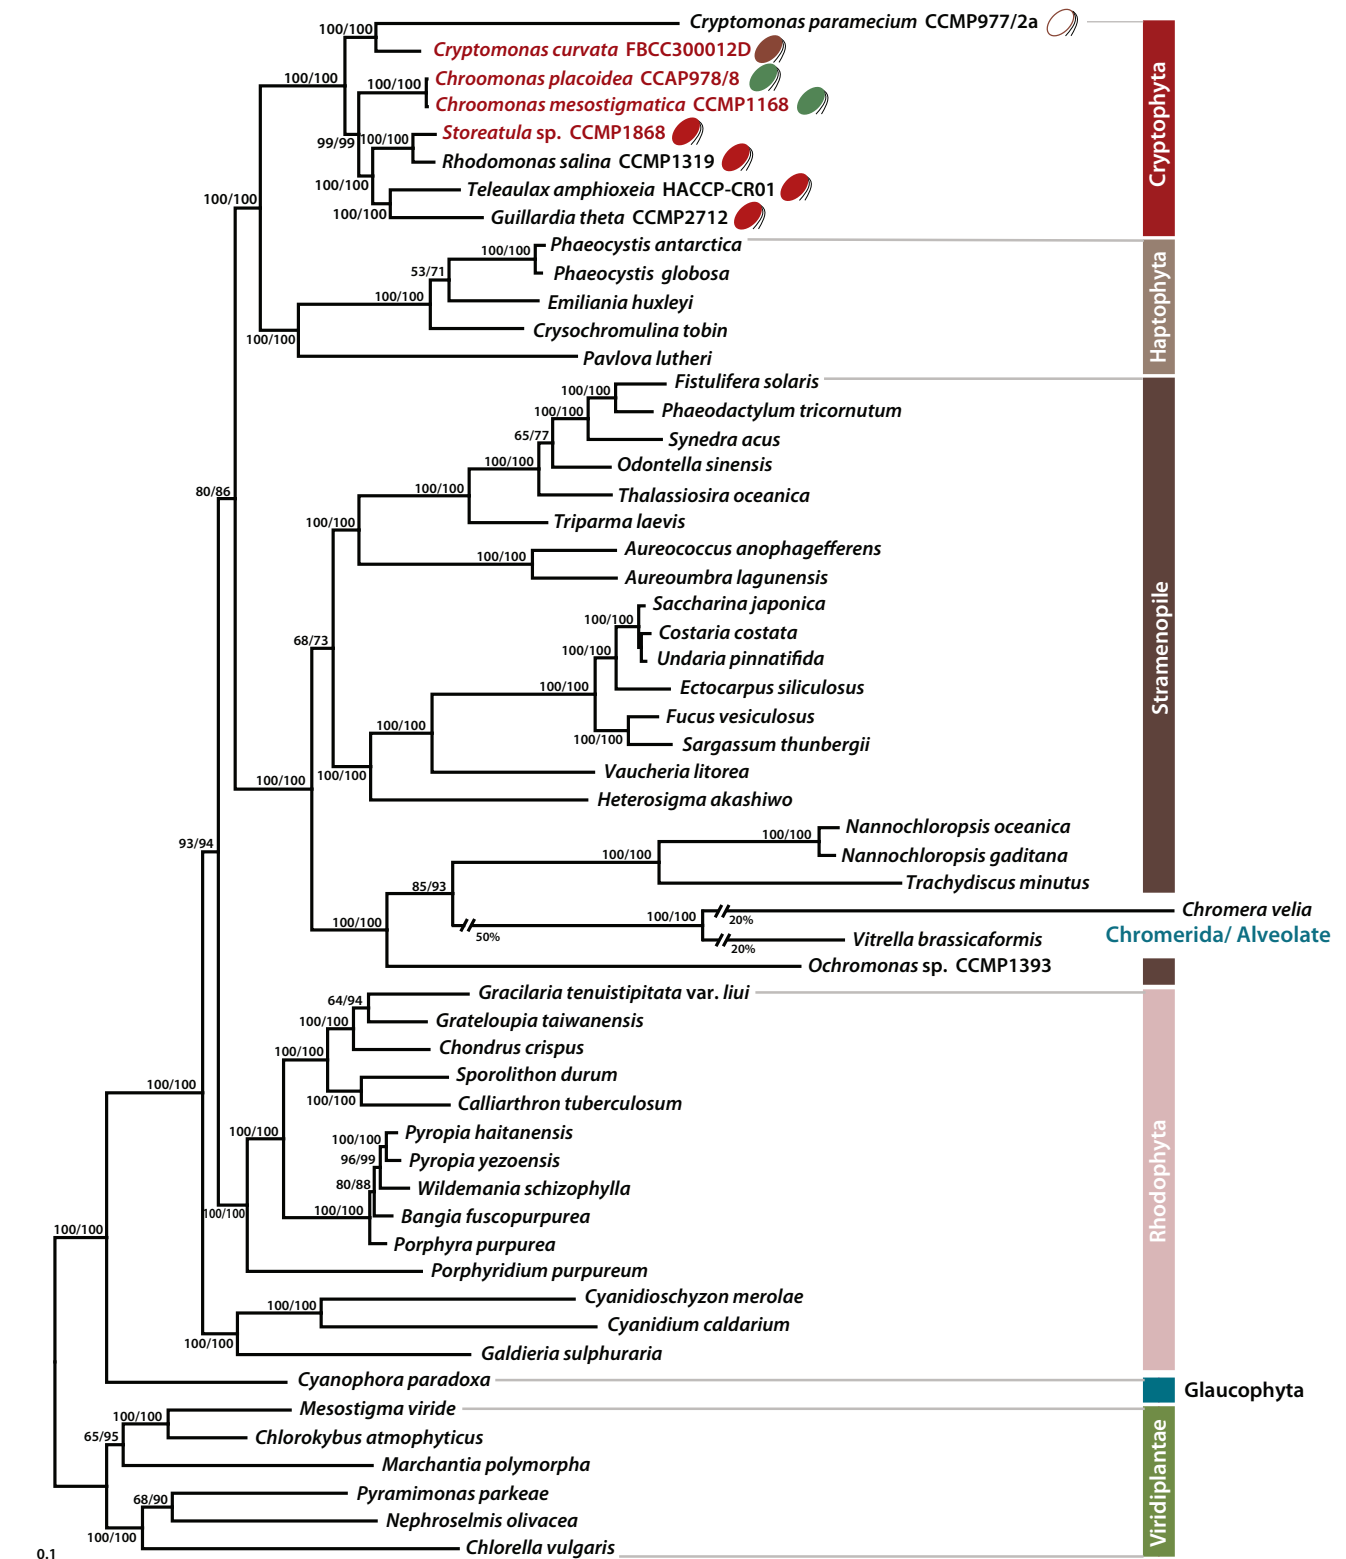 Cryptomonas paramecium CCMP977/2a
100/100
Cryptomonas curvata FBCC300012D
Chroomonas placoidea CCAP978/8
100/100
100/100
Chroomonas mesostigmatica CCMP1168
Storeatula sp. CCMP1868
99/99
100/100
Rhodomonas salina CCMP1319
100/100
Teleaulax amphioxeia HACCP-CR01
100/100
Guillardia theta CCMP2712
Cryptophyta
100/100
Phaeocystis antarctica
100/100
Phaeocystis globosa
53/71
Emiliania huxleyi
100/100
Crysochromulina tobin
100/100
Pavlova lutheri
Haptophyta
Fistulifera solaris
100/100
Phaeodactylum tricornutum
100/100
Synedra acus
65/77
Odontella sinensis
100/100
Thalassiosira oceanica
100/100
Triparma laevis
80/86
100/100
Aureococcus anophagefferens
100/100
Aureoumbra lagunensis
Saccharina japonica
100/100
Costaria costata
68/73
100/100
Undaria pinnatifida
100/100
Ectocarpus siliculosus
Fucus vesiculosus
100/100
100/100
Sargassum thunbergii
100/100
100/100
Vaucheria litorea
Heterosigma akashiwo
Stramenopile
Nannochloropsis oceanica
100/100
93/94
100/100
Nannochloropsis gaditana
85/93
Trachydiscus minutus
Chromera velia
100/100
100/100
20%
50%
20%
Vitrella brassicaformis
Chromerida/ Alveolate
Ochromonas sp. CCMP1393
Gracilaria tenuistipitata var. liui
64/94
100/100
Grateloupia taiwanensis
100/100
Chondrus crispus
100/100
Sporolithon durum
100/100
Calliarthron tuberculosum
100/100
Pyropia haitanensis
100/100
96/99
Pyropia yezoensis
80/88
Wildemania schizophylla
100/100
100/100
Bangia fuscopurpurea
Porphyra purpurea
100/100
Porphyridium purpureum
Cyanidioschyzon merolae
100/100
Cyanidium caldarium
100/100
Galdieria sulphuraria
Rhodophyta
Cyanophora paradoxa
Glaucophyta
Mesostigma viride
100/100
Chlorokybus atmophyticus
65/95
Marchantia polymorpha
Pyramimonas parkeae
68/90
Nephroselmis olivacea
100/100
Chlorella vulgaris
Viridiplantae
0.1